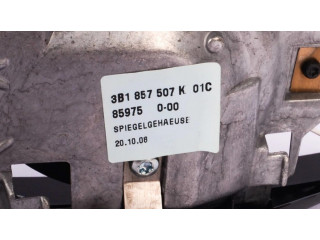 3B1 857 507 K 01C
85975 0-00
SPIEGELGEHAEUSE
20.10.08